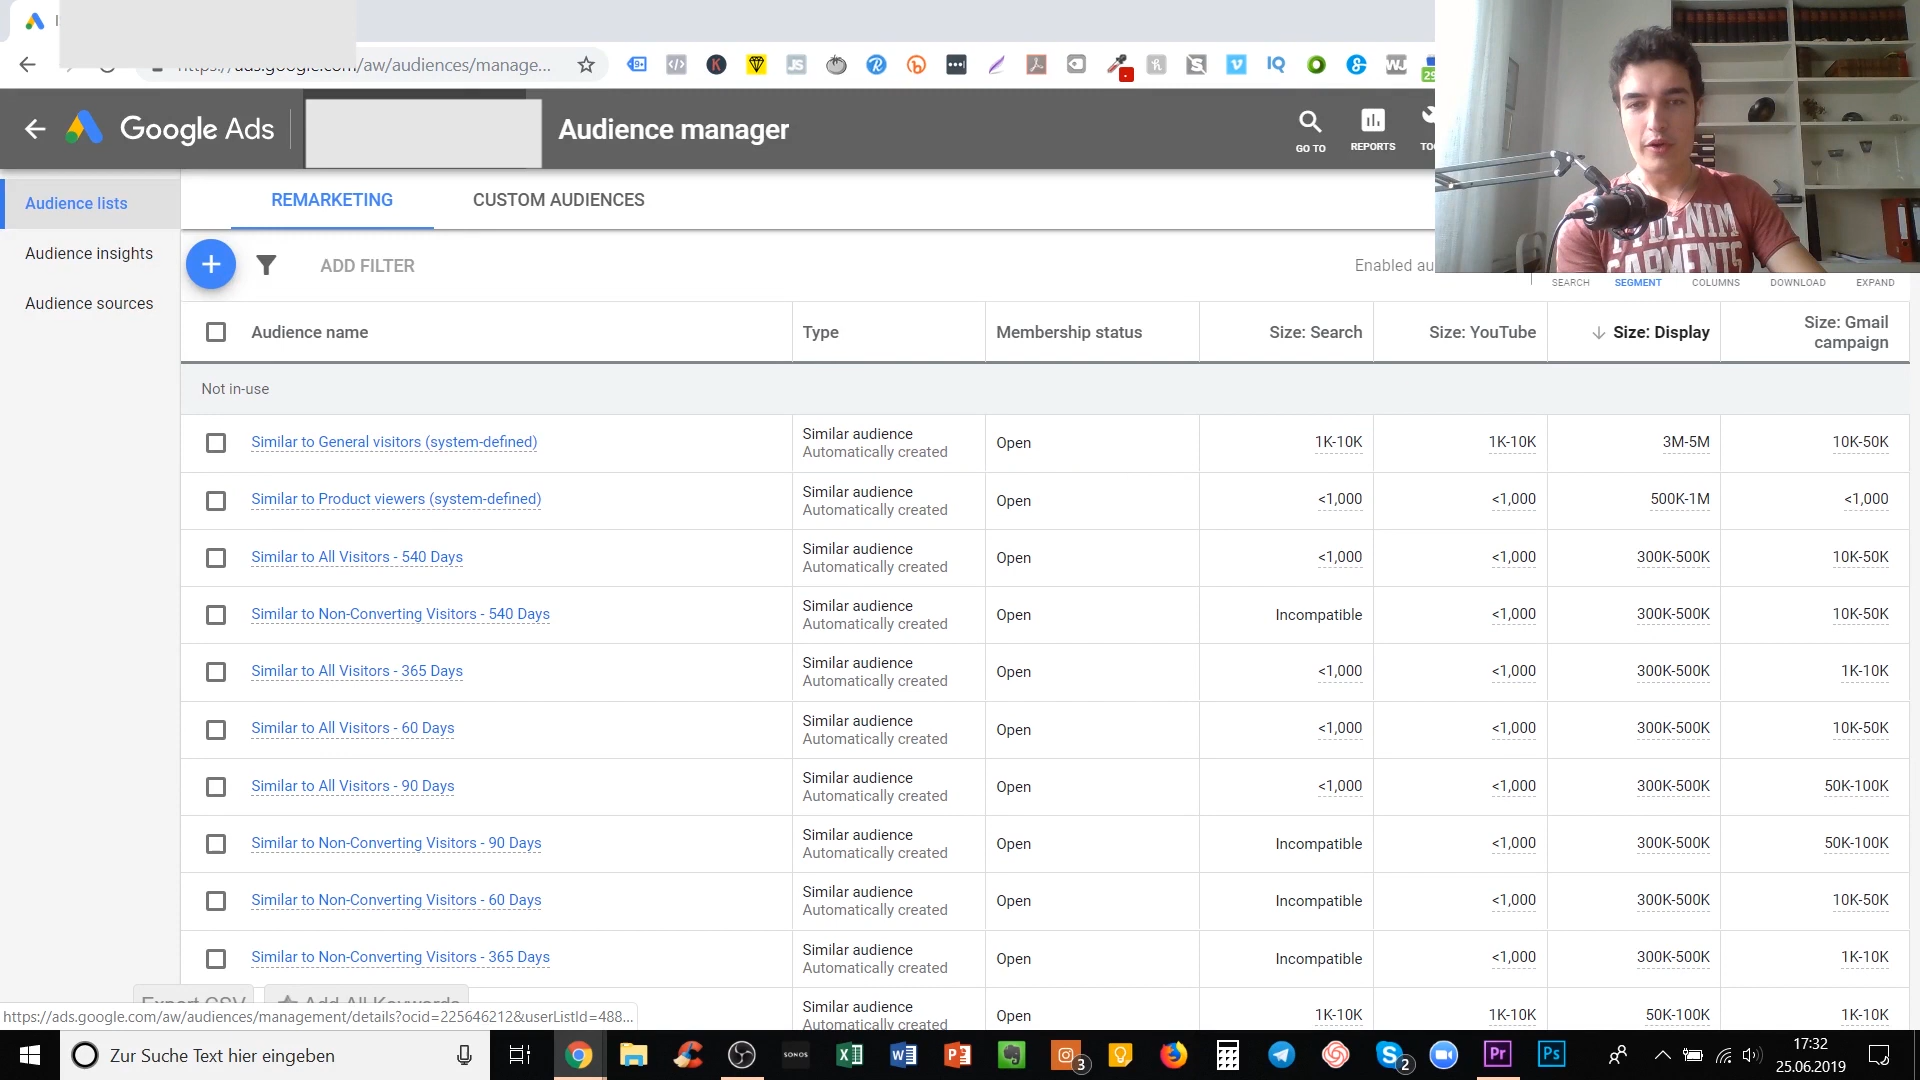 https://ads.google.com/aw/audiences/manage...
Google Ads
Audience manager
GO TO
REPORTS
Audience lists
Audience insights
Audience sources
REMARKETING
CUSTOM AUDIENCES
ADD FILTER
Enabled au
SEARCH
SEGMENT
COLUMNS
DOWNLOAD
EXPAND
DENIM
GARMENTS
Audience name Type Membership status Size: Search Size: YouTube Size: Display Size: Gmail
campaign
Not in-use
Similar to General visitors (system-defined) Similar audience Open 1K-10K 1K-10K 3M-5M 10K-50K
Automatically created
Similar to Product viewers (system-defined) Similar audience Open <1,000 <1,000 500K-1M <1,000
Automatically created
Similar to All Visitors - 540 Days Similar audience Open <1,000 <1,000 300K-500K 10K-50K
Automatically created
Similar to Non-Converting Visitors - 540 Days Similar audience Open Incompatible <1,000 300K-500K 10K-50K
Automatically created
Similar to All Visitors - 365 Days Similar audience Open <1,000 <1,000 300K-500K 1K-10K
Automatically created
Similar to All Visitors - 60 Days Similar audience Open <1,000 <1,000 300K-500K 10K-50K
Automatically created
Similar to All Visitors - 90 Days Similar audience Open <1,000 <1,000 300K-500K 50K-100K
Automatically created
Similar to Non-Converting Visitors - 90 Days Similar audience Open Incompatible <1,000 300K-500K 50K-100K
Automatically created
Similar to Non-Converting Visitors - 60 Days Similar audience Open Incompatible <1,000 300K-500K 10K-50K
Automatically created
Similar to Non-Converting Visitors - 365 Days Similar audience Open Incompatible <1,000 300K-500K 1K-10K
Automatically created
Similar audience Open 1K-10K 1K-10K 50K-100K 1K-10K
Automatically created
Export CSV
Add All Keywords
https://ads.google.com/aw/audiences/management/details?ocid=225646212&userListId=488...
Zur Suche Text hier eingeben
SONOS
3
2
Pr
Ps
17:32
25.06.2019